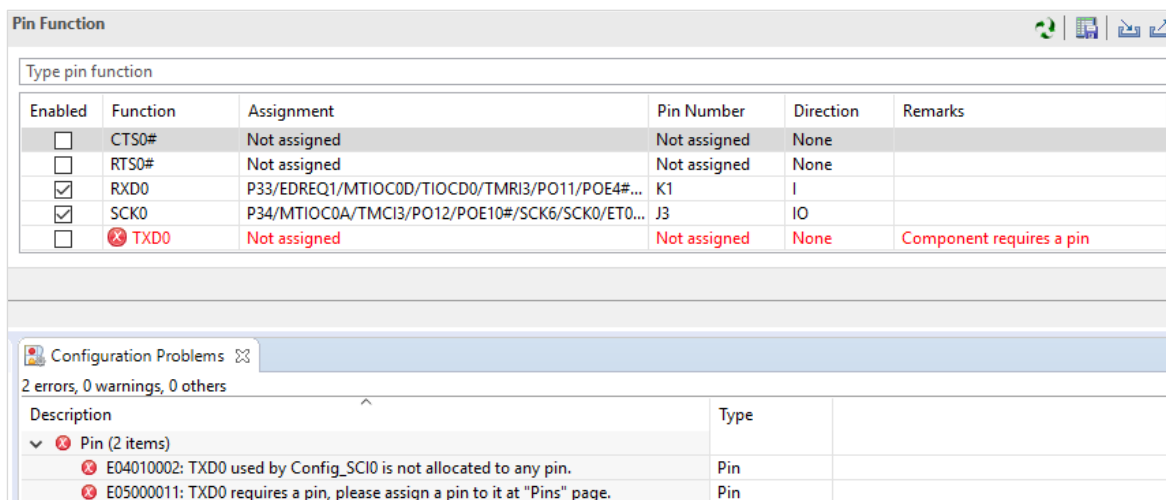 Pin Function
Type pin function
Enabled Function Assignment Pin Number Direction Remarks
CTS0# Not assigned Not assigned None
RTS0# Not assigned Not assigned None
RXD0 P33/EDREQ1/MTIOC0D/TIOCD0/TMRI3/PO11/POE4#... K1 I
SCK0 P34/MTIOC0A/TMCI3/PO12/POE10#/SCK6/SCK0/ET0... J3 IO
TXD0 Not assigned Not assigned None Component requires a pin
Configuration Problems
2 errors, 0 warnings, 0 others
Description Type
Pin (2 items)
E04010002: TXD0 used by Config_SCI0 is not allocated to any pin. Pin
E05000011: TXD0 requires a pin, please assign a pin to it at "Pins" page. Pin